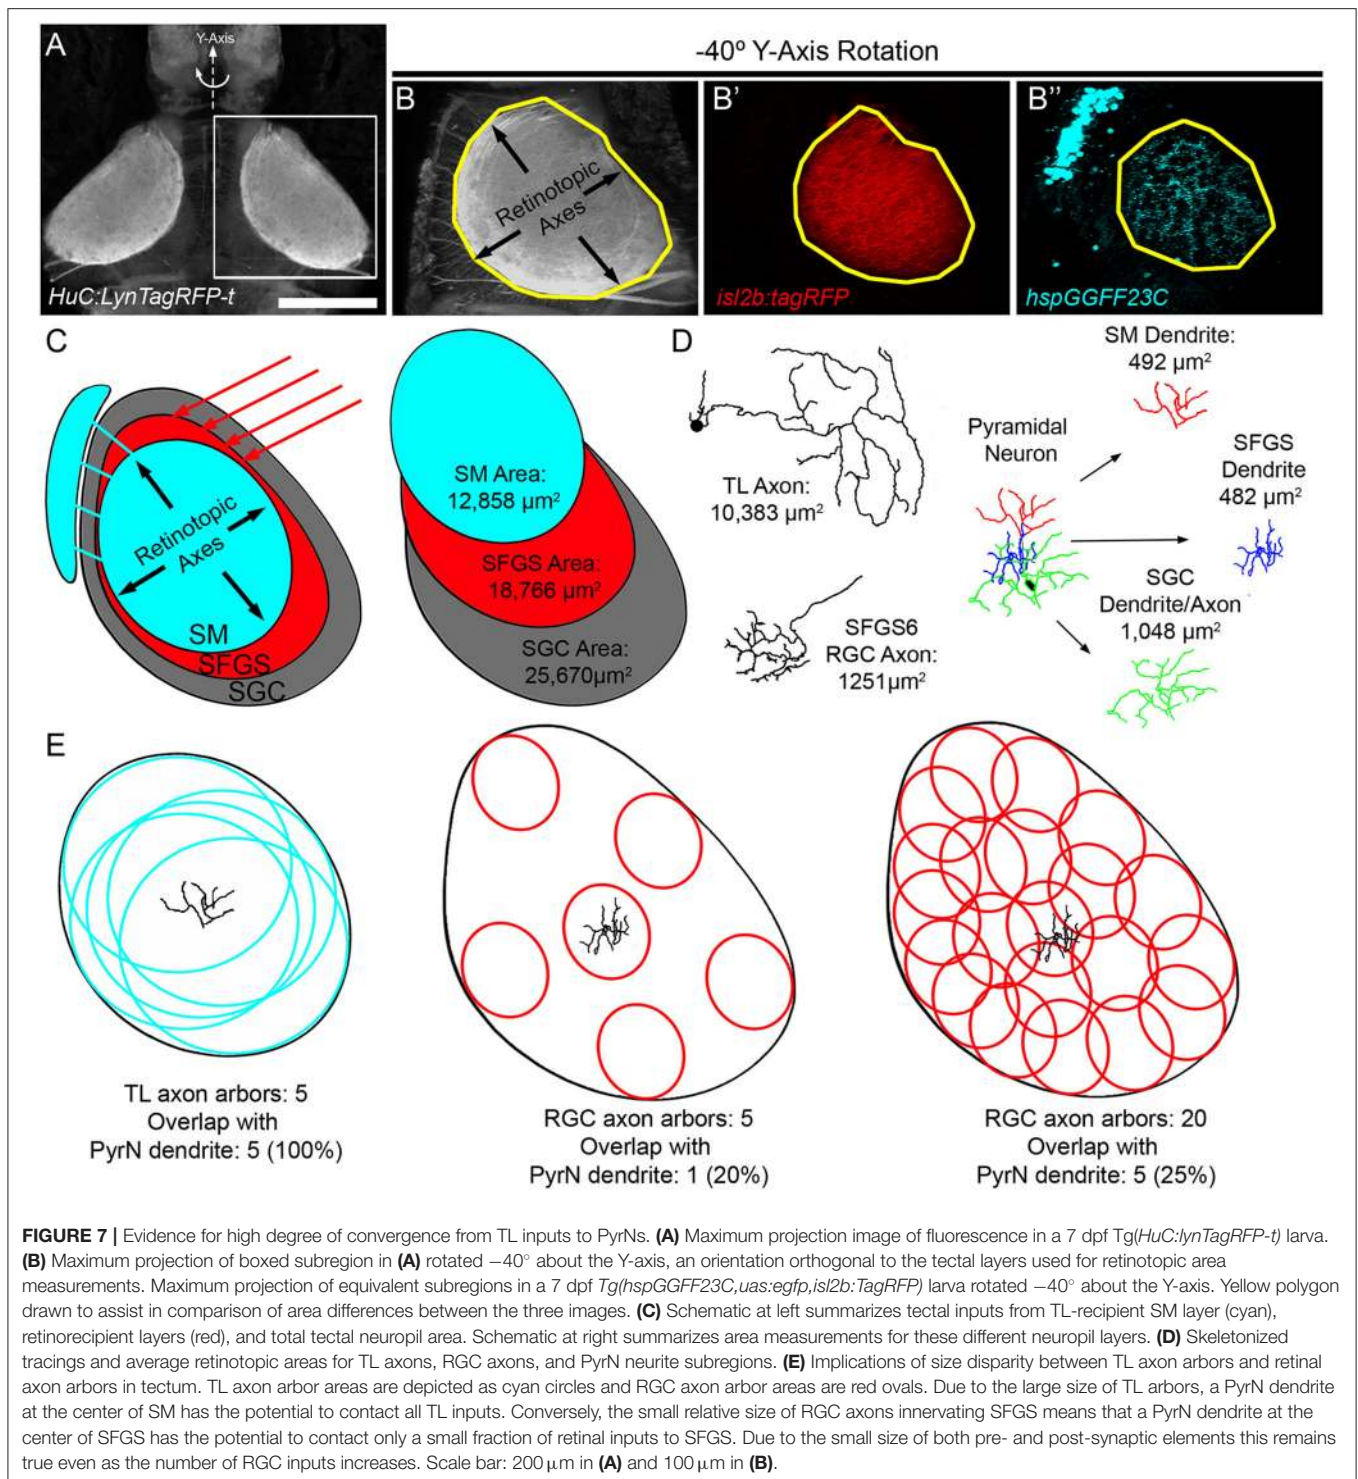 A
Y-Axis
HuC:LynTagRFP-t
-40º Y-Axis Rotation
B
Retinotopic
Axes
B'
isl2b:tagRFP
B"
hspGGFF23C
C
Retinotopic
Axes
SM
SFGS
SGC
SM Area:
12,858 µm²
SFGS Area:
18,766 µm²
SGC Area:
25,670µm²
D
TL Axon:
10,383 µm²
SFGS6
RGC Axon:
1251µm²
Pyramidal
Neuron
SM Dendrite:
492 µm²
SFGS
Dendrite
482 µm²
SGC
Dendrite/Axon
1,048 µm²
E
TL axon arbors: 5
Overlap with
PyrN dendrite: 5 (100%)
RGC axon arbors: 5
Overlap with
PyrN dendrite: 1 (20%)
RGC axon arbors: 20
Overlap with
PyrN dendrite: 5 (25%)
FIGURE 7 | Evidence for high degree of convergence from TL inputs to PyrNs. (A) Maximum projection image of fluorescence in a 7 dpf Tg(HuC:lynTagRFP-t) larva.
(B) Maximum projection of boxed subregion in (A) rotated −40° about the Y-axis, an orientation orthogonal to the tectal layers used for retinotopic area
measurements. Maximum projection of equivalent subregions in a 7 dpf Tg(hspGGFF23C,uas:egfp,isl2b:TagRFP) larva rotated −40° about the Y-axis. Yellow polygon
drawn to assist in comparison of area differences between the three images. (C) Schematic at left summarizes tectal inputs from TL-recipient SM layer (cyan),
retinorecipient layers (red), and total tectal neuropil area. Schematic at right summarizes area measurements for these different neuropil layers. (D) Skeletonized
tracings and average retinotopic areas for TL axons, RGC axons, and PyrN neurite subregions. (E) Implications of size disparity between TL axon arbors and retinal
axon arbors in tectum. TL axon arbor areas are depicted as cyan circles and RGC axon arbor areas are red ovals. Due to the large size of TL arbors, a PyrN dendrite
at the center of SM has the potential to contact all TL inputs. Conversely, the small relative size of RGC axons innervating SFGS means that a PyrN dendrite at the
center of SFGS has the potential to contact only a small fraction of retinal inputs to SFGS. Due to the small size of both pre- and post-synaptic elements this remains
true even as the number of RGC inputs increases. Scale bar: 200 µm in (A) and 100 µm in (B).